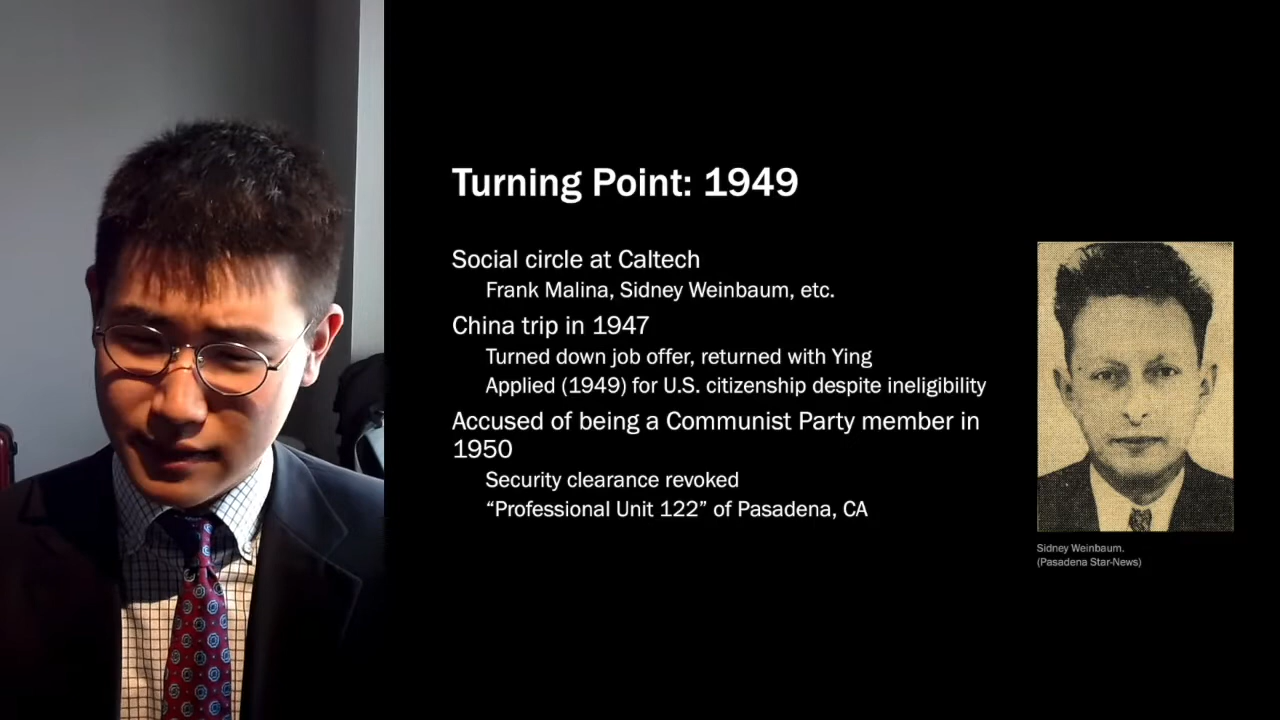 Turning Point: 1949
Social circle at Caltech
Frank Malina, Sidney Weinbaum, etc.
China trip in 1947
Turned down job offer, returned with Ying
Applied (1949) for U.S. citizenship despite ineligibility
Accused of being a Communist Party member in
1950
Security clearance revoked
“Professional Unit 122” of Pasadena, CA
Sidney Weinbaum.
(Pasadena Star-News)